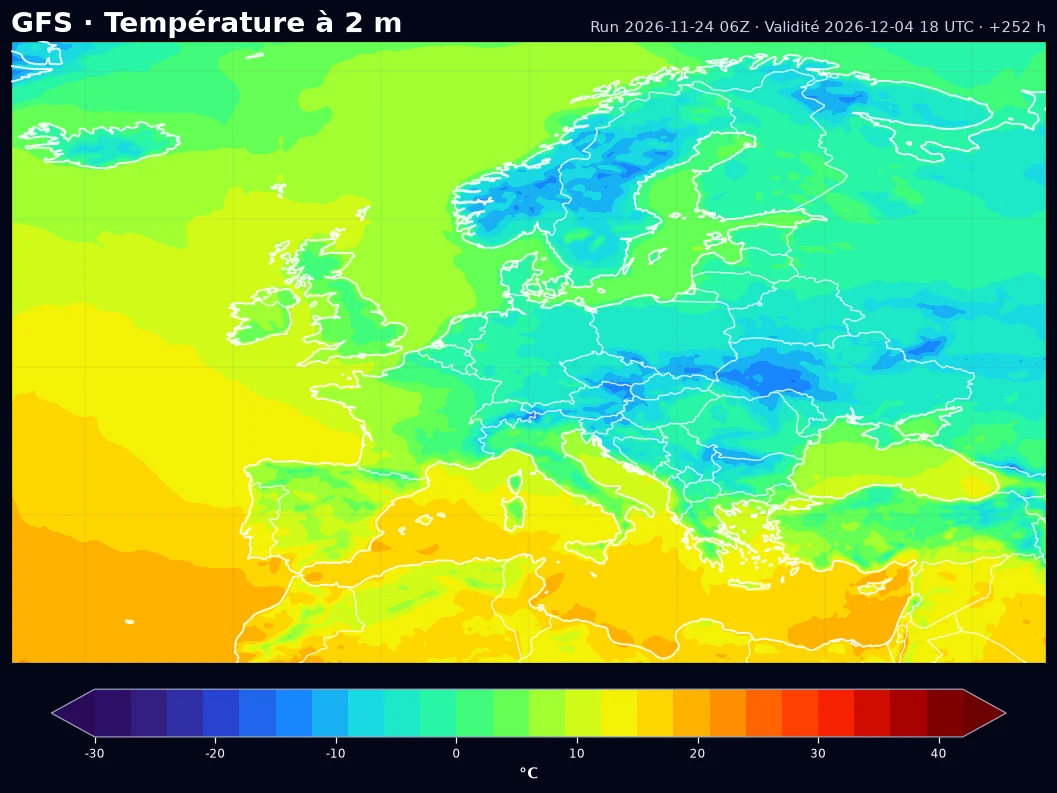 GFS · Température à 2 m
Run 2026-11-24 06Z · Validité 2026-12-04 18 UTC · +252 h
-30 -20 -10 0 10 20 30 40
°C